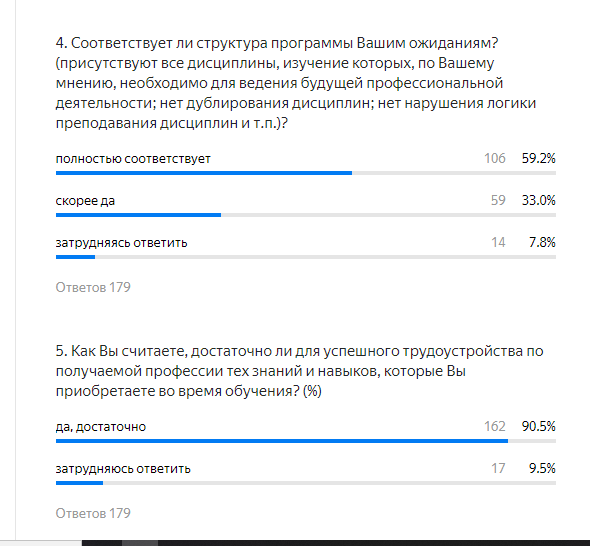 4. Соответствует ли структура программы Вашим ожиданиям?
(присутствуют все дисциплины, изучение которых, по Вашему
мнению, необходимо для ведения будущей профессиональной
деятельности; нет дублирования дисциплин; нет нарушения логики
преподавания дисциплин и т.п.)?
полностью соответствует 106 59.2%
скорее да 59 33.0%
затрудняясь ответить 14 7.8%
Ответов 179
5. Как Вы считаете, достаточно ли для успешного трудоустройства по
получаемой профессии тех знаний и навыков, которые Вы
приобретаете во время обучения? (%)
да, достаточно 162 90.5%
затрудняюсь ответить 17 9.5%
Ответов 179